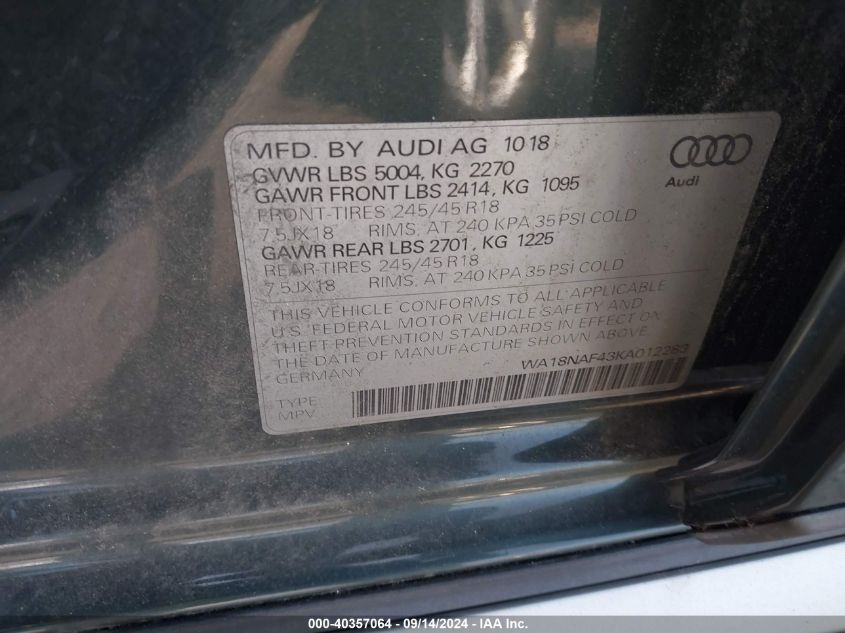 MFD. BY AUDI AG 10 18
GVWR LBS 5004, KG 2270
GAWR FRONT LBS 2414, KG 1095
FRONT-TIRES 245/45 R18
7.5JX18 RIMS, AT 240 KPA 35 PSI COLD
GAWR REAR LBS 2701, KG 1225
REAR-TIRES 245/45 R18
7.5JX18 RIMS, AT 240 KPA 35 PSI COLD
THIS VEHICLE CONFORMS TO ALL APPLICABLE
U.S. FEDERAL MOTOR VEHICLE SAFETY AND
THEFT PREVENTION STANDARDS IN EFFECT ON
THE DATE OF MANUFACTURE SHOWN ABOVE.
GERMANY WA18NAF43KA012283
TYPE:
MPV
Audi
000-40357064 - 09/14/2024 - IAA Inc.